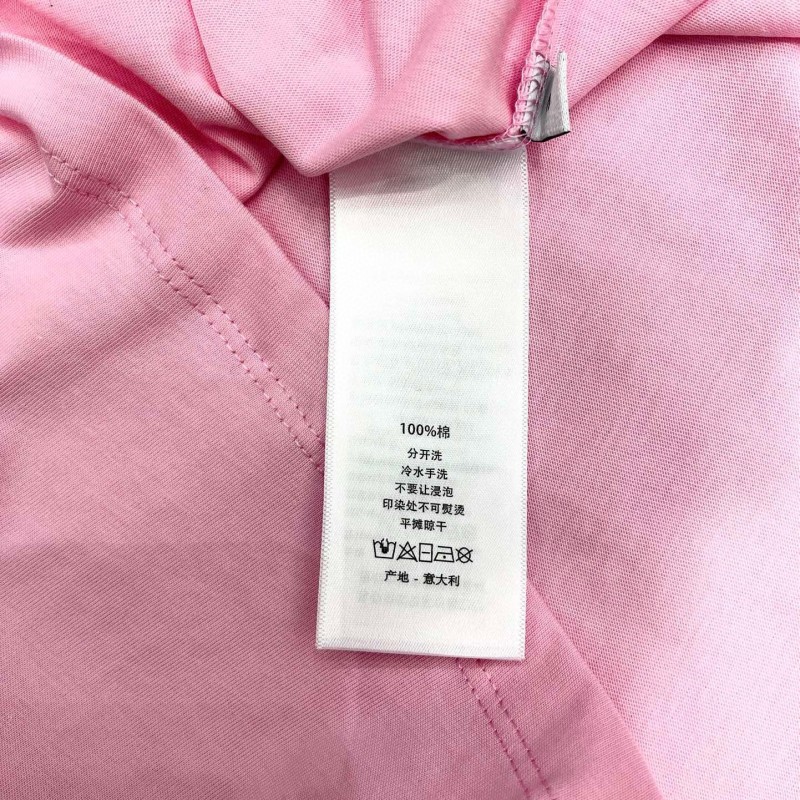 100%棉
分开洗
冷水手洗
不要让浸泡
印染处不可熨烫
平摊晾干
产地 - 意大利